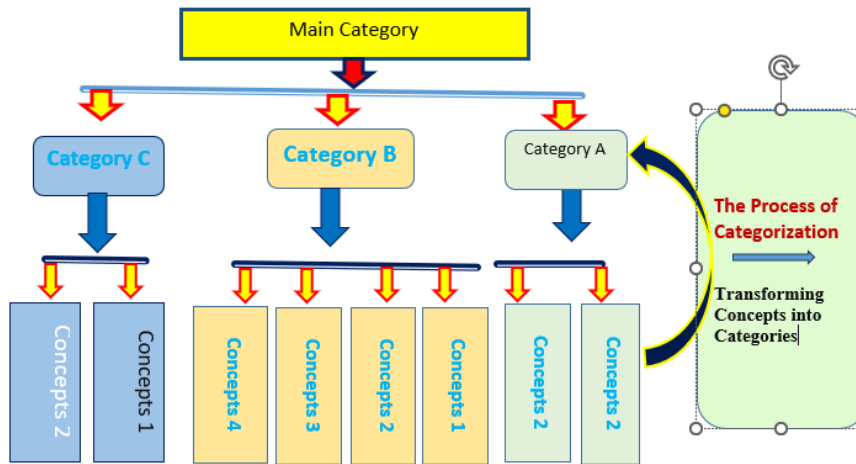 Main Category
Category C
Category B
Category A
The Process of
Categorization
Transforming
Concepts into
Categories
Concepts 2
Concepts 1
Concepts 4
Concepts 3
Concepts 2
Concepts 1
Concepts 2
Concepts 2